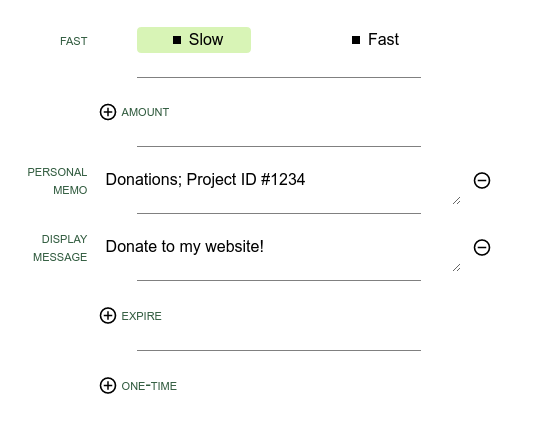 FAST
Slow
Fast
AMOUNT
PERSONAL
MEMO
Donations; Project ID #1234
DISPLAY
MESSAGE
Donate to my website!
EXPIRE
ONE-TIME